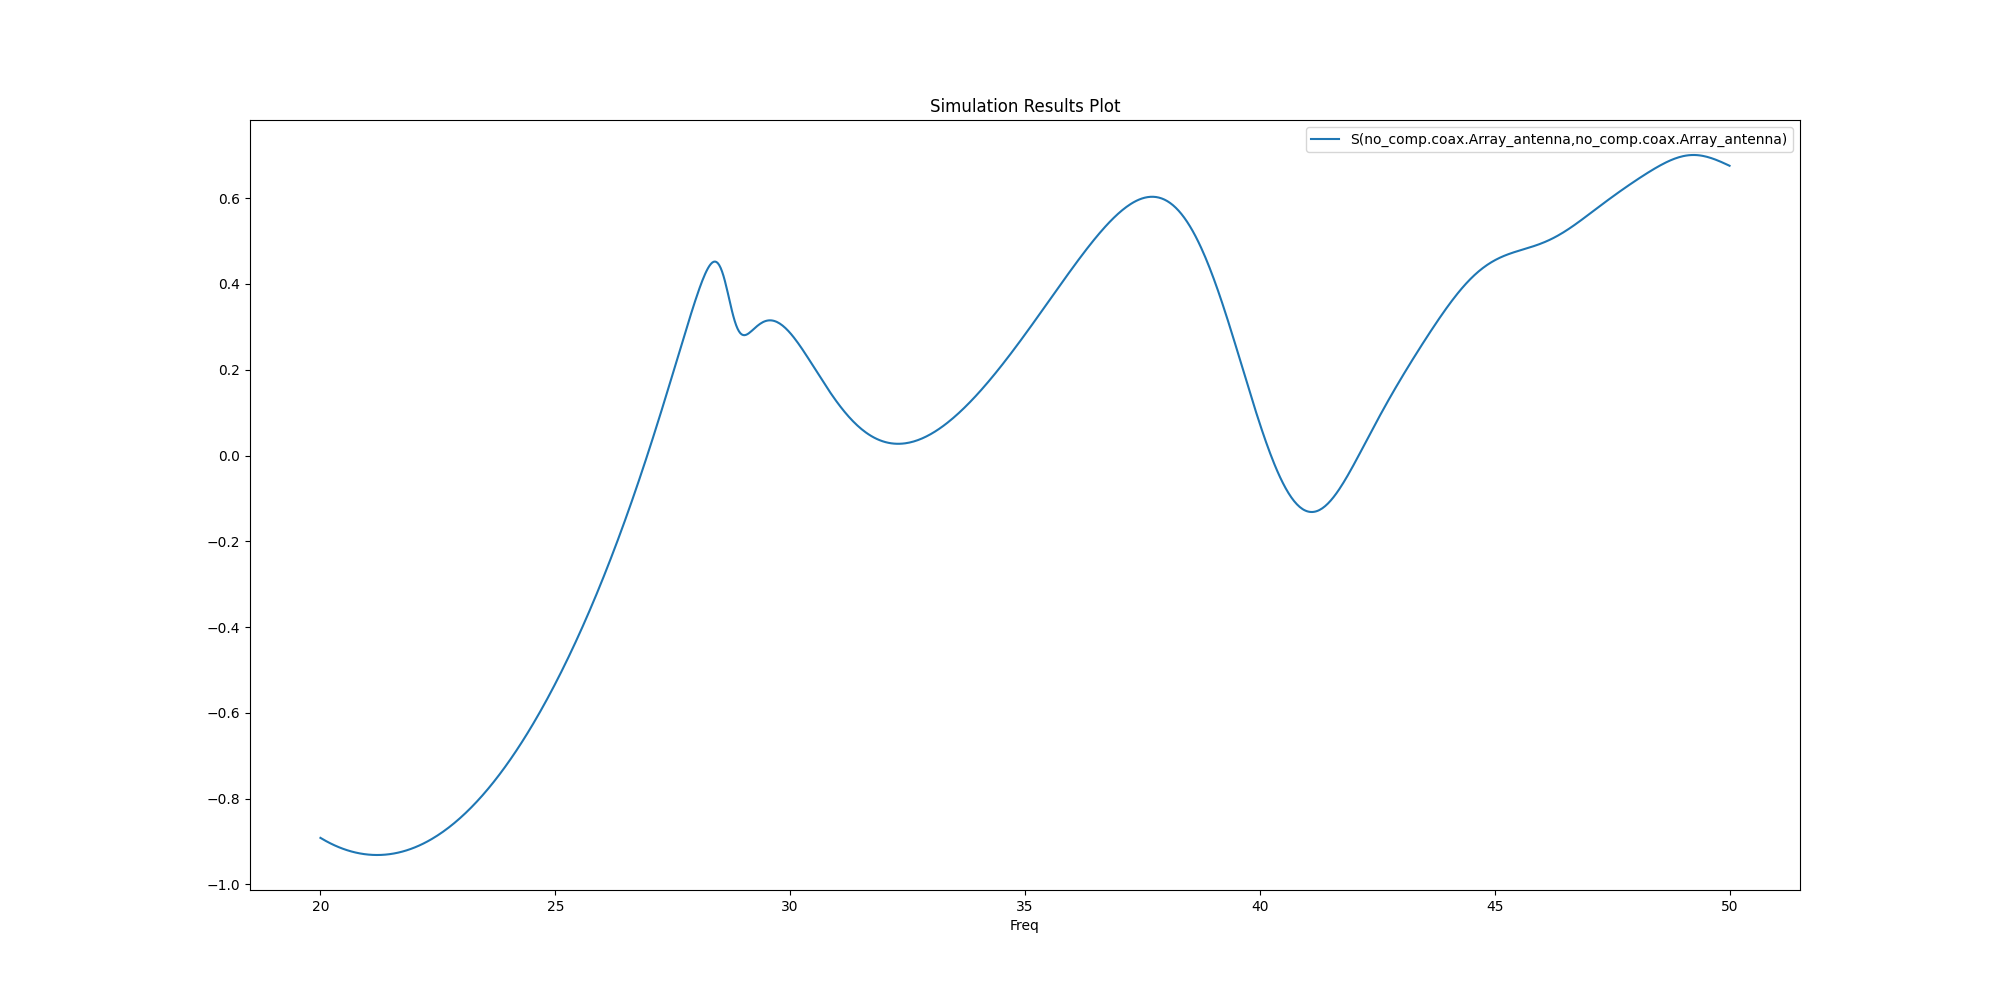 Simulation Results Plot
S(no_comp.coax.Array_antenna,no_comp.coax.Array_antenna)
0.6
0.4
0.2
0.0
−0.2
−0.4
−0.6
−0.8
−1.0
20 25 30 35 40 45 50
Freq